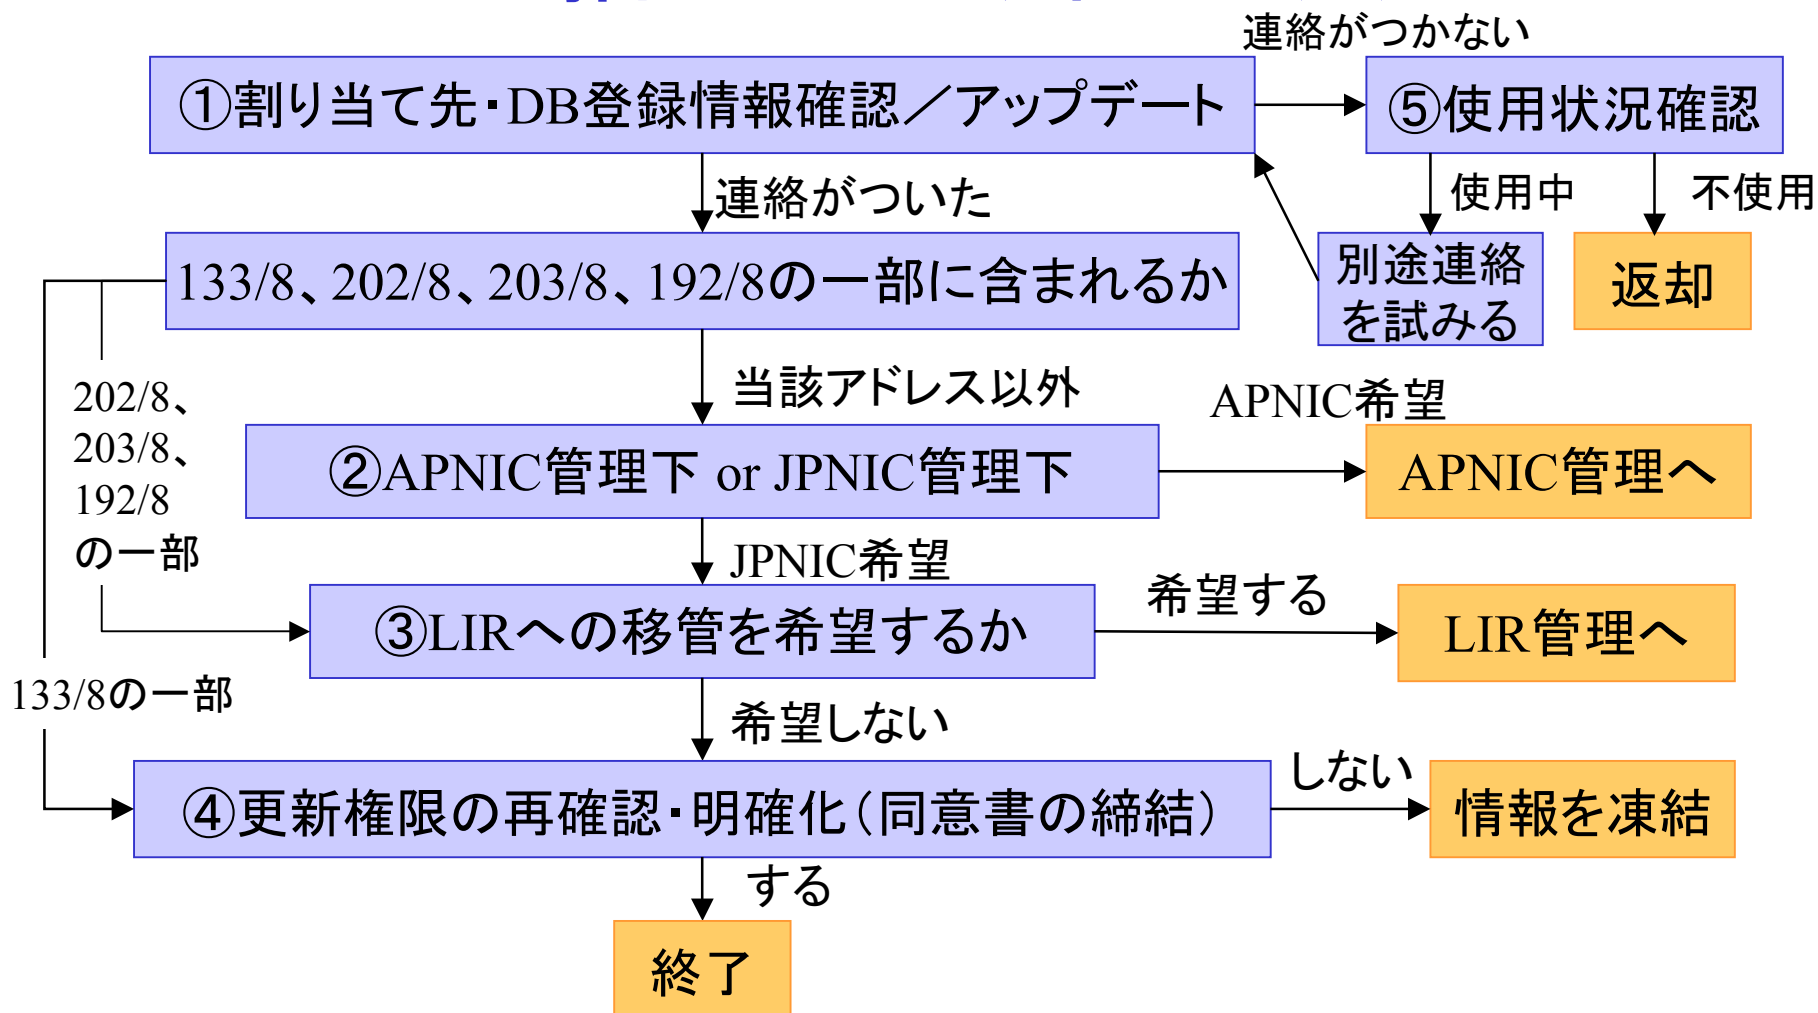 連絡がつかない
①割り当て先・DB登録情報確認／アップデート
⑤使用状況確認
連絡がついた
使用中
不使用
133/8、202/8、203/8、192/8の一部に含まれるか
別途連絡
を試みる
返却
202/8、
203/8、
192/8
の一部
当該アドレス以外
APNIC希望
②APNIC管理下 or JPNIC管理下
APNIC管理へ
JPNIC希望
③LIRへの移管を希望するか
希望する
LIR管理へ
133/8の一部
希望しない
④更新権限の再確認・明確化（同意書の締結）
しない
情報を凍結
する
終了